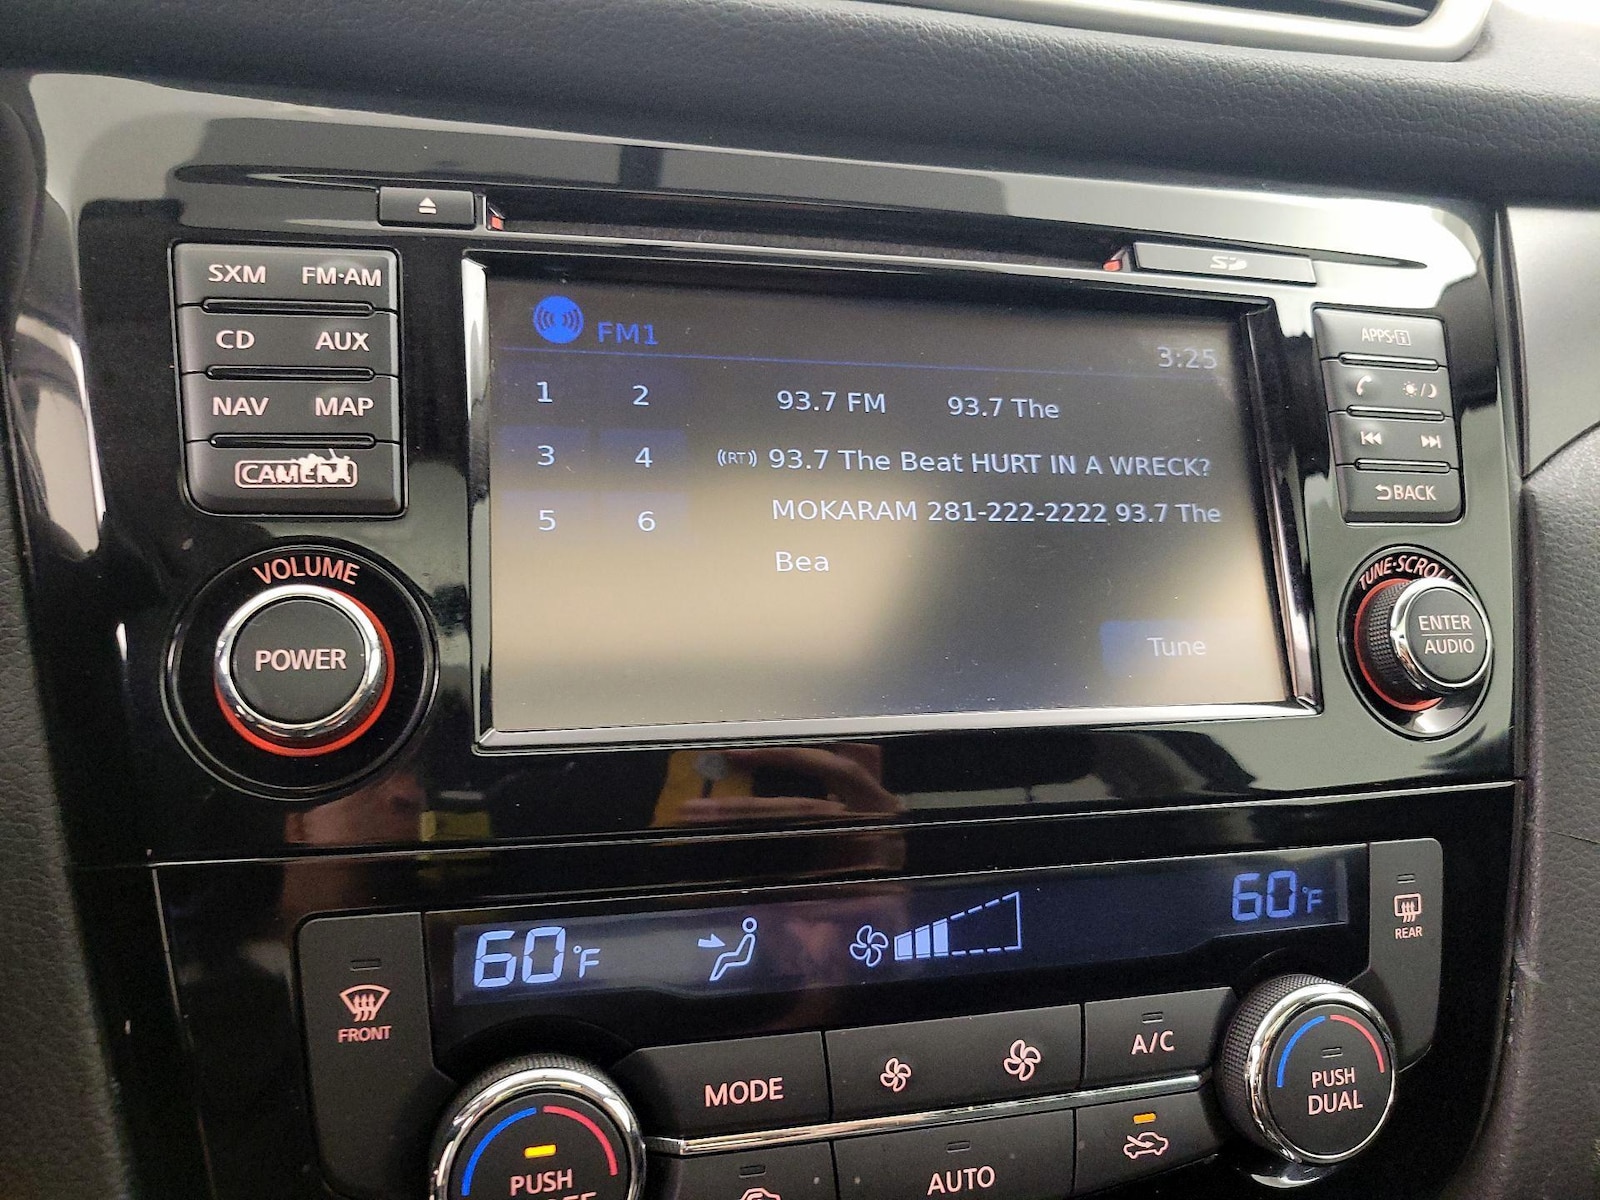 SXM FM·AM
CD AUX
NAV MAP
CAMERA
VOLUME
POWER
SD
FM1
3:25
1 2
93.7 FM 93.7 The
3 4
(RT) 93.7 The Beat HURT IN A WRECK?
MOKARAM 281-222-2222 93.7 The
5 6
Bea
Tune
APPS·i
BACK
TUNE·SCROLL
ENTER
AUDIO
60°F
60°F
FRONT
REAR
MODE
A/C
PUSH
DUAL
PUSH
AUTO